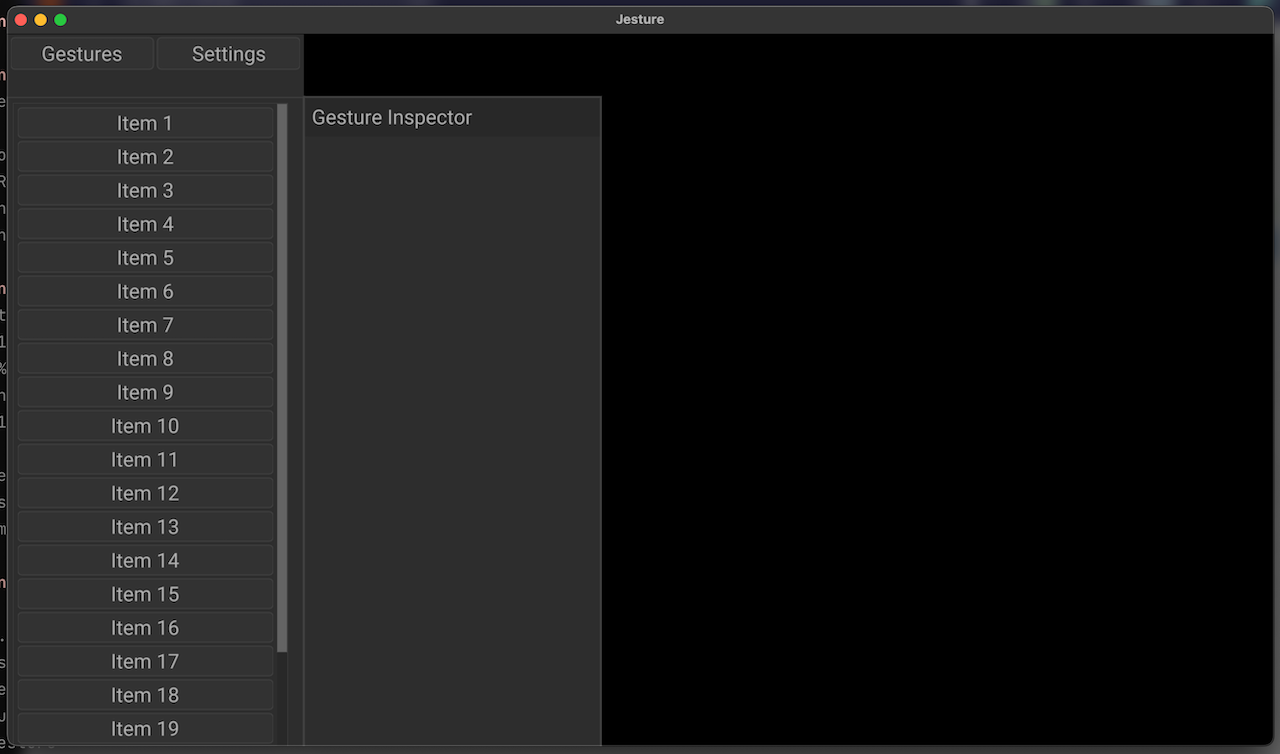 Jesture
Gestures
Settings
Gesture Inspector
Item 1
Item 2
Item 3
Item 4
Item 5
Item 6
Item 7
Item 8
Item 9
Item 10
Item 11
Item 12
Item 13
Item 14
Item 15
Item 16
Item 17
Item 18
Item 19